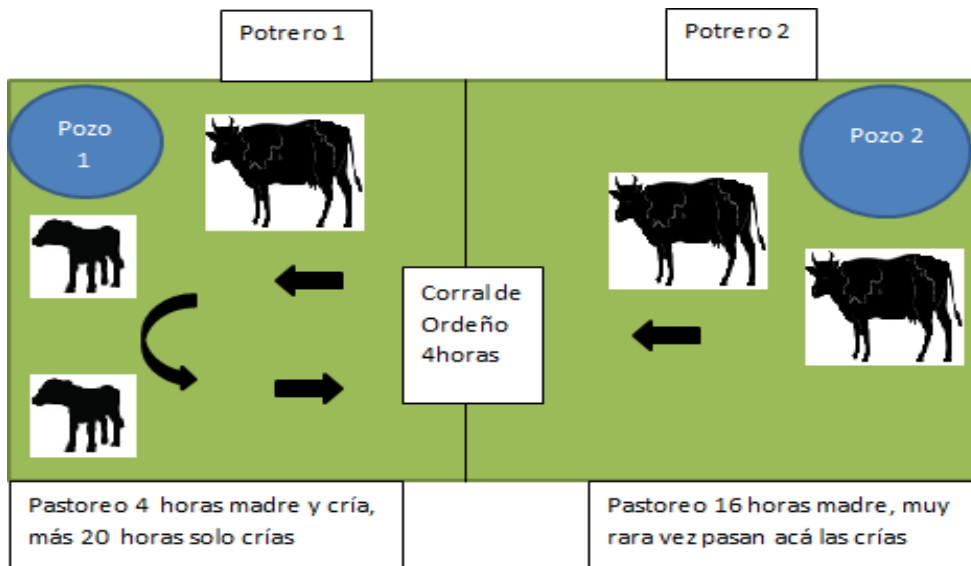 Potrero 1
Potrero 2
Pozo
1
Pozo 2
Corral de
Ordeño
4horas
Pastoreo 4 horas madre y cría,
más 20 horas solo crías
Pastoreo 16 horas madre, muy
rara vez pasan acá las crías